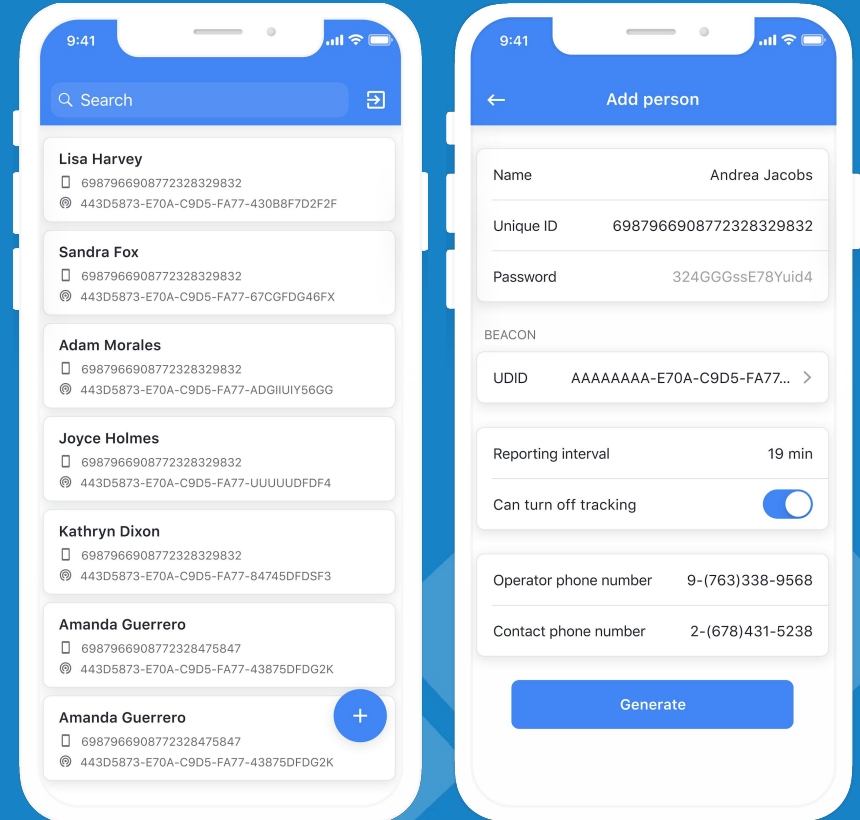 9:41
Search
Lisa Harvey
6987966908772328329832
443D5873-E70A-C9D5-FA77-430B8F7D2F2F
Sandra Fox
6987966908772328329832
443D5873-E70A-C9D5-FA77-67CGFDG46FX
Adam Morales
6987966908772328329832
443D5873-E70A-C9D5-FA77-ADGIIUIY56GG
Joyce Holmes
6987966908772328329832
443D5873-E70A-C9D5-FA77-UUUUUDFDF4
Kathryn Dixon
6987966908772328329832
443D5873-E70A-C9D5-FA77-84745DFDSF3
Amanda Guerrero
6987966908772328475847
443D5873-E70A-C9D5-FA77-43875DFDG2K
Amanda Guerrero
6987966908772328475847
443D5873-E70A-C9D5-FA77-43875DFDG2K
9:41
Add person
Name Andrea Jacobs
Unique ID 6987966908772328329832
Password 324GGGssE78Yuid4
BEACON
UDID AAAAAAAA-E70A-C9D5-FA77...
Reporting interval 19 min
Can turn off tracking
Operator phone number 9-(763)338-9568
Contact phone number 2-(678)431-5238
Generate